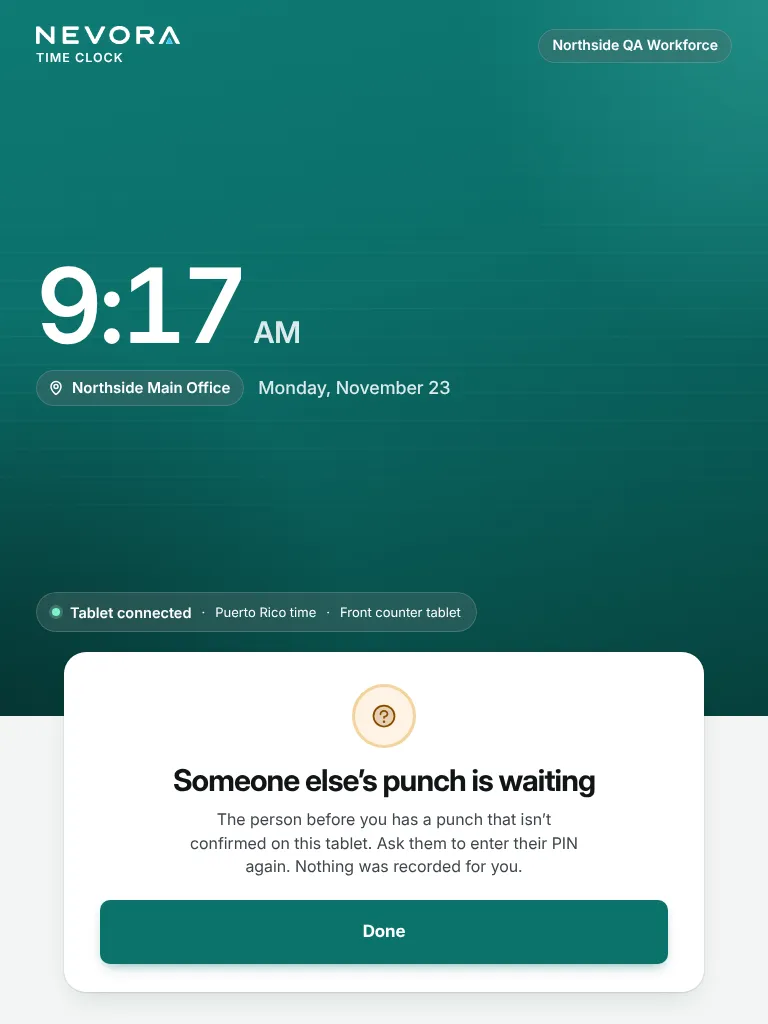 NEVORA
TIME CLOCK
Northside QA Workforce
9:17 AM
Northside Main Office
Monday, November 23
Tablet connected · Puerto Rico time · Front counter tablet
?
Someone else’s punch is waiting
The person before you has a punch that isn’t
confirmed on this tablet. Ask them to enter their PIN
again. Nothing was recorded for you.
Done